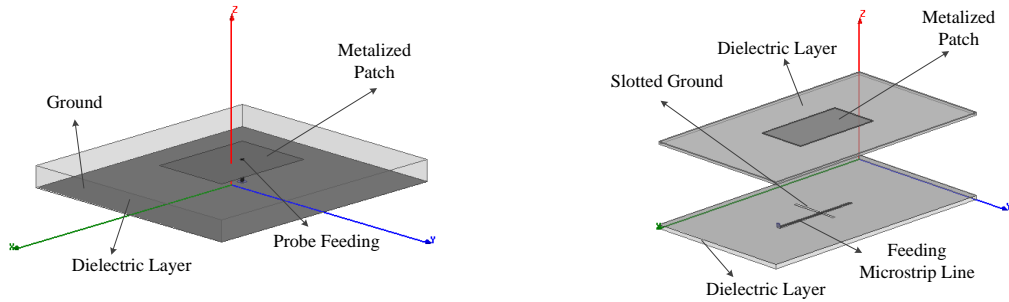 Z
Metalized
Patch
Ground
X
Y
Probe Feeding
Dielectric Layer
Z
Dielectric Layer
Metalized
Patch
Slotted Ground
Y
Feeding
Microstrip Line
Dielectric Layer